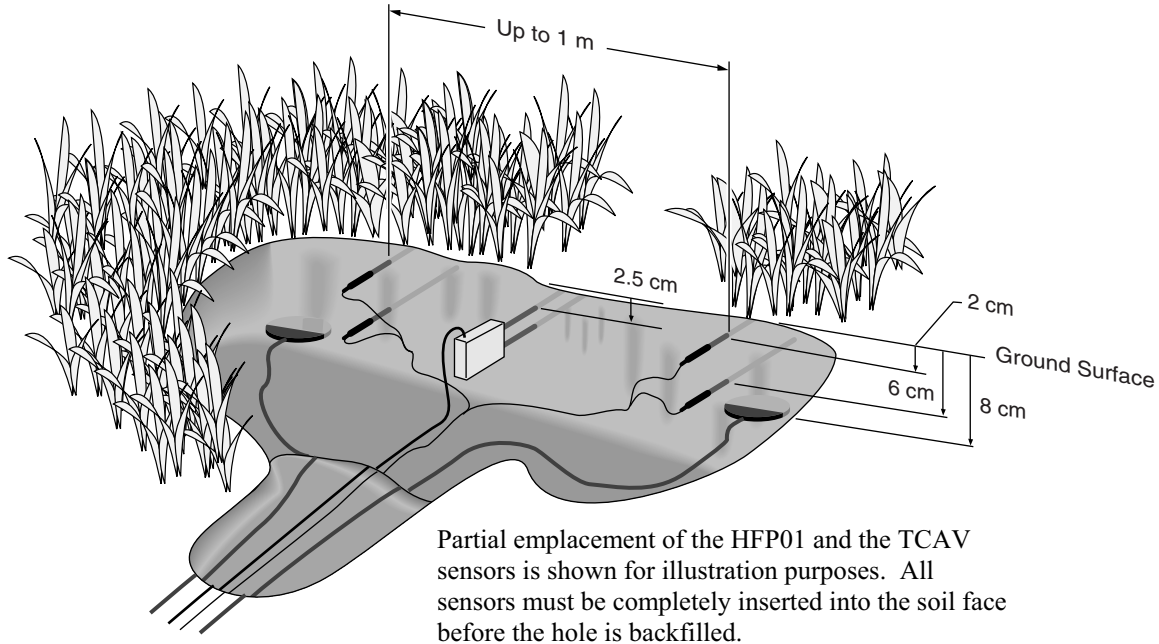 Up to 1 m
2.5 cm
2 cm
Ground Surface
6 cm
8 cm
Partial emplacement of the HFP01 and the TCAV
sensors is shown for illustration purposes.  All
sensors must be completely inserted into the soil face
before the hole is backfilled.